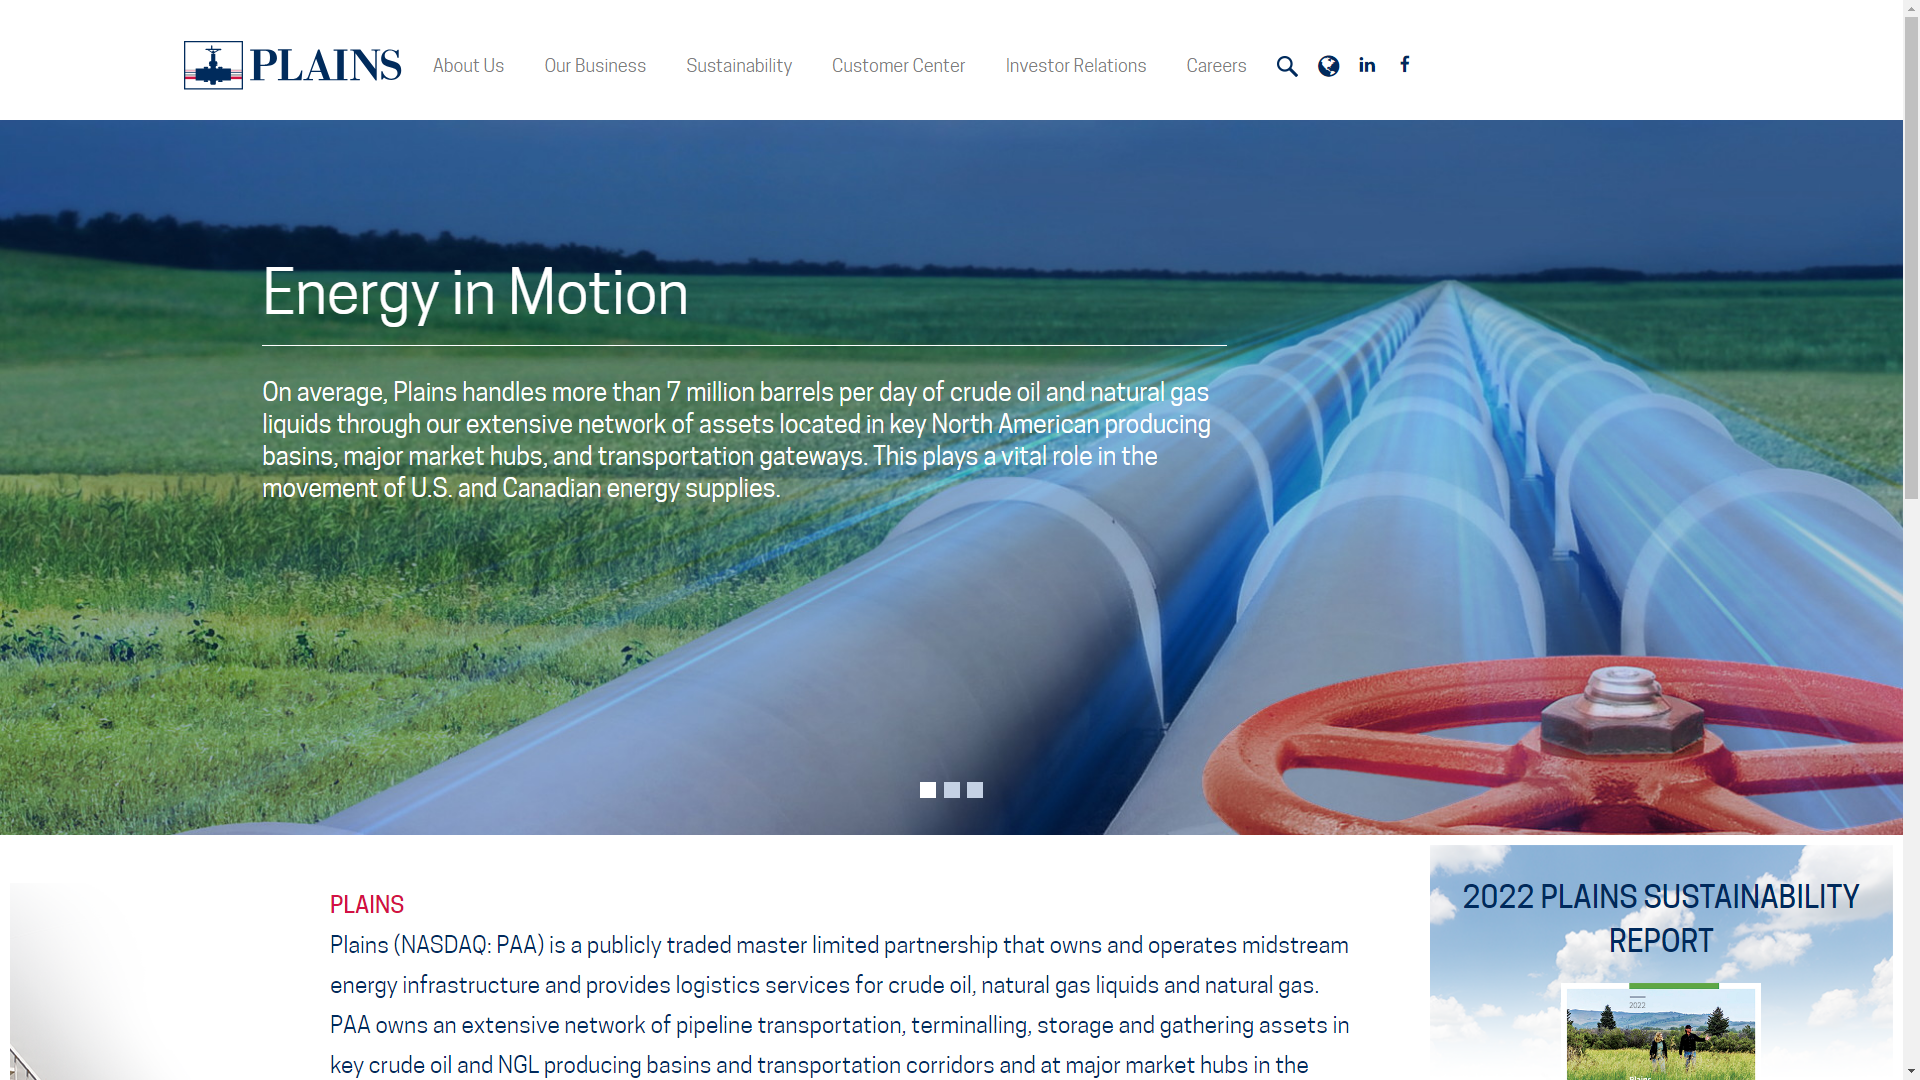 PLAINS
About Us
Our Business
Sustainability
Customer Center
Investor Relations
Careers
Energy in Motion
On average, Plains handles more than 7 million barrels per day of crude oil and natural gas
liquids through our extensive network of assets located in key North American producing
basins, major market hubs, and transportation gateways. This plays a vital role in the
movement of U.S. and Canadian energy supplies.
PLAINS
Plains (NASDAQ: PAA) is a publicly traded master limited partnership that owns and operates midstream
energy infrastructure and provides logistics services for crude oil, natural gas liquids and natural gas.
PAA owns an extensive network of pipeline transportation, terminalling, storage and gathering assets in
key crude oil and NGL producing basins and transportation corridors and at major market hubs in the
2022 PLAINS SUSTAINABILITY
REPORT
2022